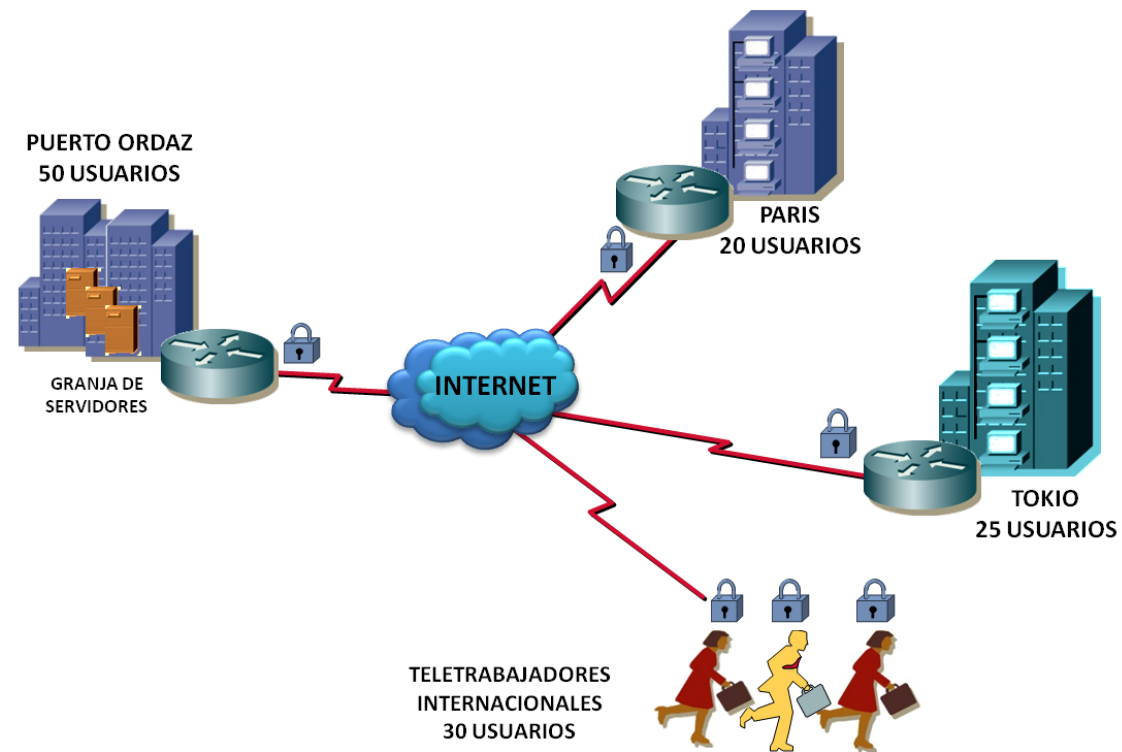 PUERTO ORDAZ
50 USUARIOS
GRANJA DE
SERVIDORES
INTERNET
PARIS
20 USUARIOS
TOKIO
25 USUARIOS
TELETRABAJADORES
INTERNACIONALES
30 USUARIOS